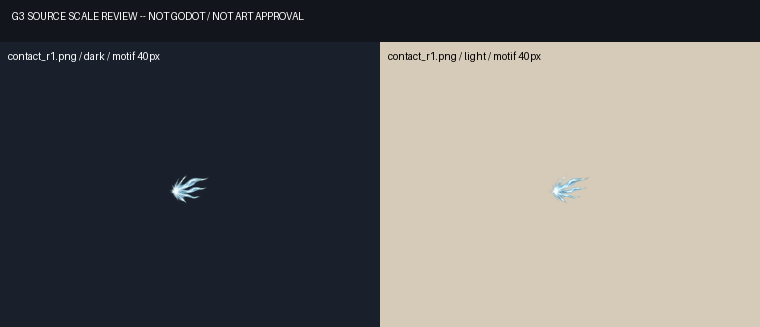 G3 SOURCE SCALE REVIEW -- NOT GODOT / NOT ART APPROVAL
contact_r1.png / dark / motif 40px
contact_r1.png / light / motif 40px